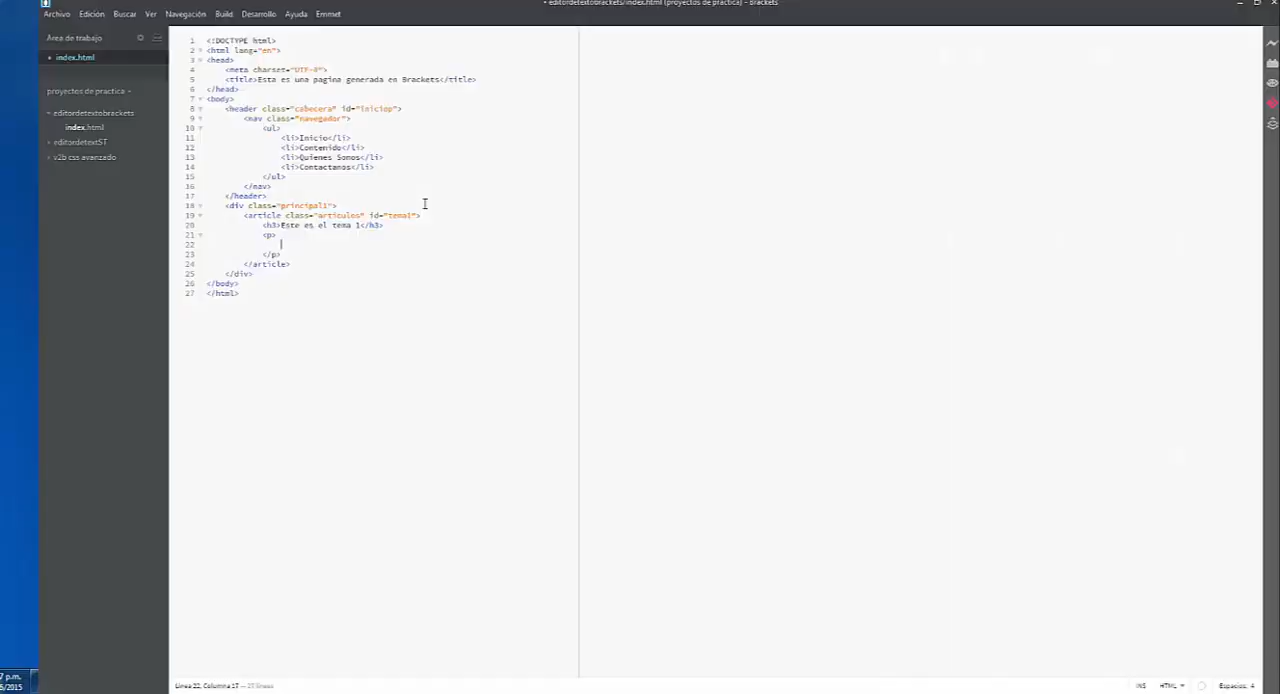 editordetextobrackets/index.html (proyectos de practica) - Brackets
Archivo Edición Buscar Ver Navegación Build Desarrollo Ayuda Emmet
Área de trabajo
index.html
proyectos de practica
editordetextobrackets
index.html
editordetextST
v2b css avanzado
1 <!DOCTYPE html>
2 <html lang="en">
3 <head>
4 <meta charset="UTF-8">
5 <title>Esta es una pagina generada en Brackets</title>
6 </head>
7 <body>
8 <header class="cabecera" id="iniciop">
9 <nav class="navegador">
10 <ul>
11 <li>Inicio</li>
12 <li>Contenido</li>
13 <li>Quienes Somos</li>
14 <li>Contactanos</li>
15 </ul>
16 </nav>
17 </header>
18 <div class="principal1">
19 <article class="articulos" id="tema1">
20 <h3>Este es el tema 1</h3>
21 <p>
22
23 </p>
24 </article>
25 </div>
26 </body>
27 </html>
7 p.m.
5/2015
Línea 22, Columna 17 — 27 líneas
INS HTML Espacios: 4